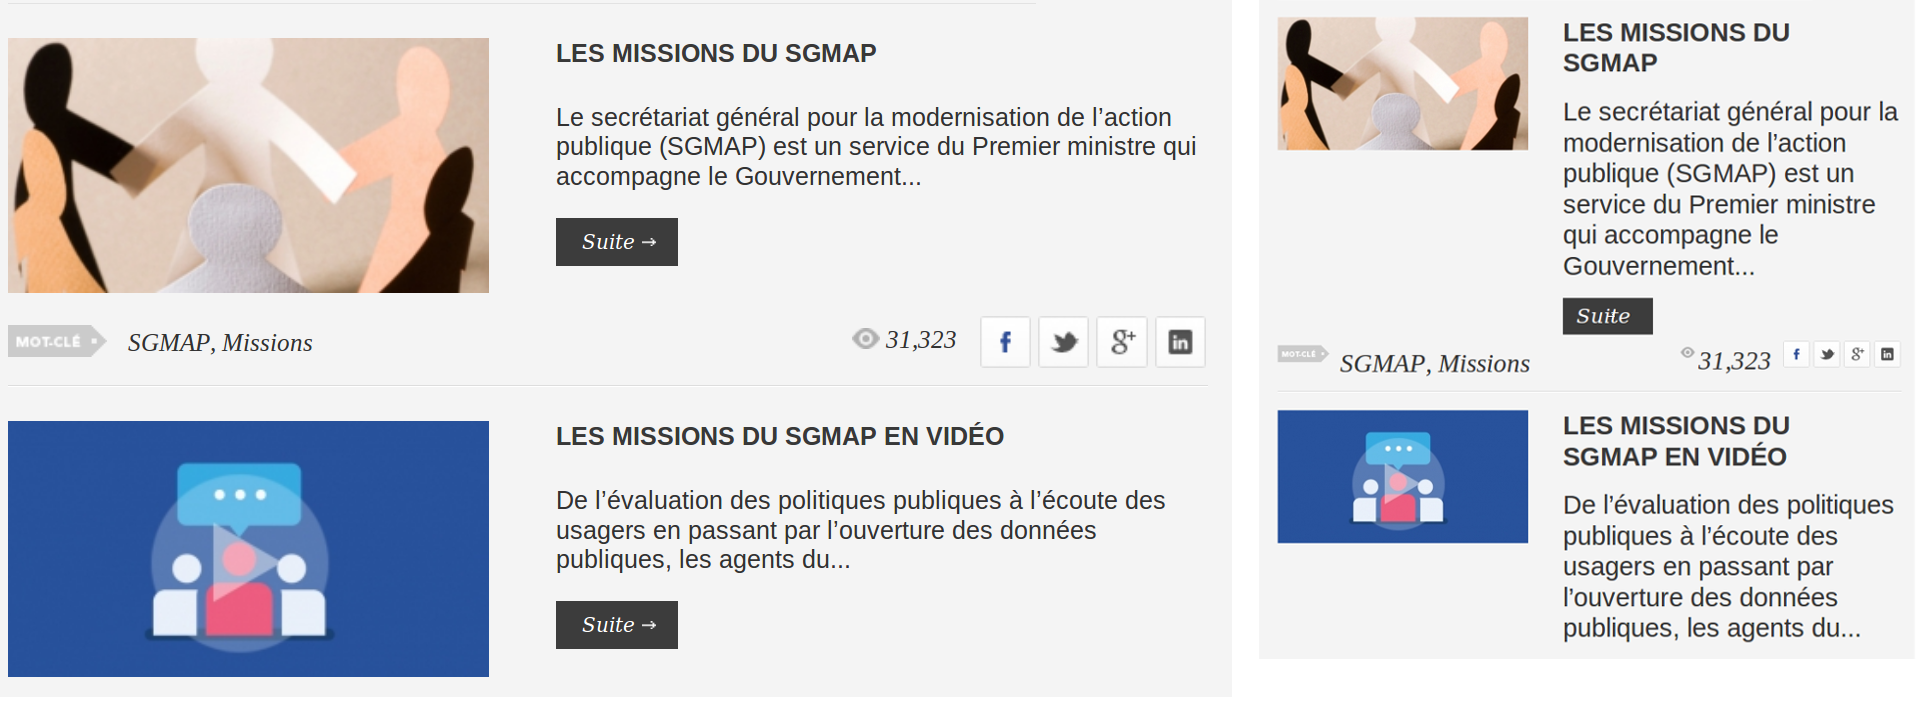 LES MISSIONS DU SGMAP
Le secrétariat général pour la modernisation de l’action
publique (SGMAP) est un service du Premier ministre qui
accompagne le Gouvernement...
Suite →
MOT-CLÉ
SGMAP, Missions
31,323
f
g+
in
LES MISSIONS DU SGMAP EN VIDÉO
De l’évaluation des politiques publiques à l’écoute des
usagers en passant par l’ouverture des données
publiques, les agents du...
Suite →
LES MISSIONS DU
SGMAP
Le secrétariat général pour la
modernisation de l’action
publique (SGMAP) est un
service du Premier ministre
qui accompagne le
Gouvernement...
Suite
MOT-CLÉ
SGMAP, Missions
31,323
f
g+
in
LES MISSIONS DU
SGMAP EN VIDÉO
De l’évaluation des politiques
publiques à l’écoute des
usagers en passant par
l’ouverture des données
publiques, les agents du...